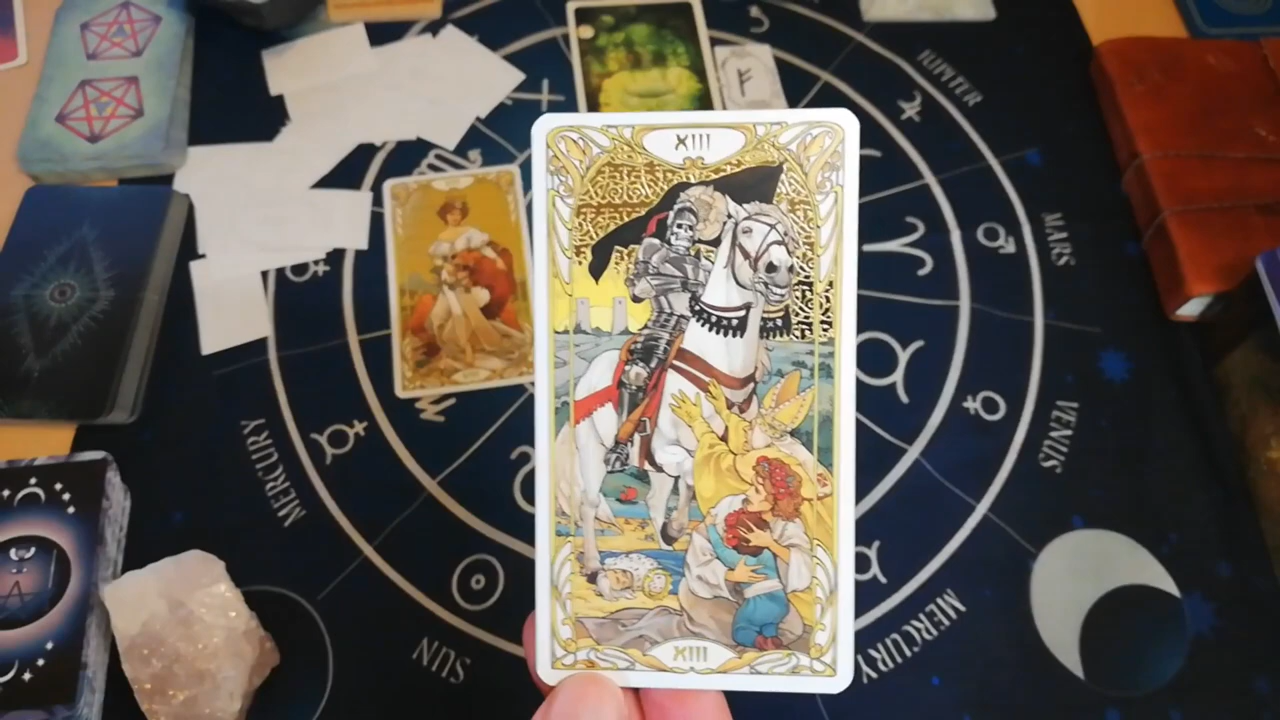 XIII
JUPITER
MARS
VENUS
MERCURY
MERCURY
SUN
XIII